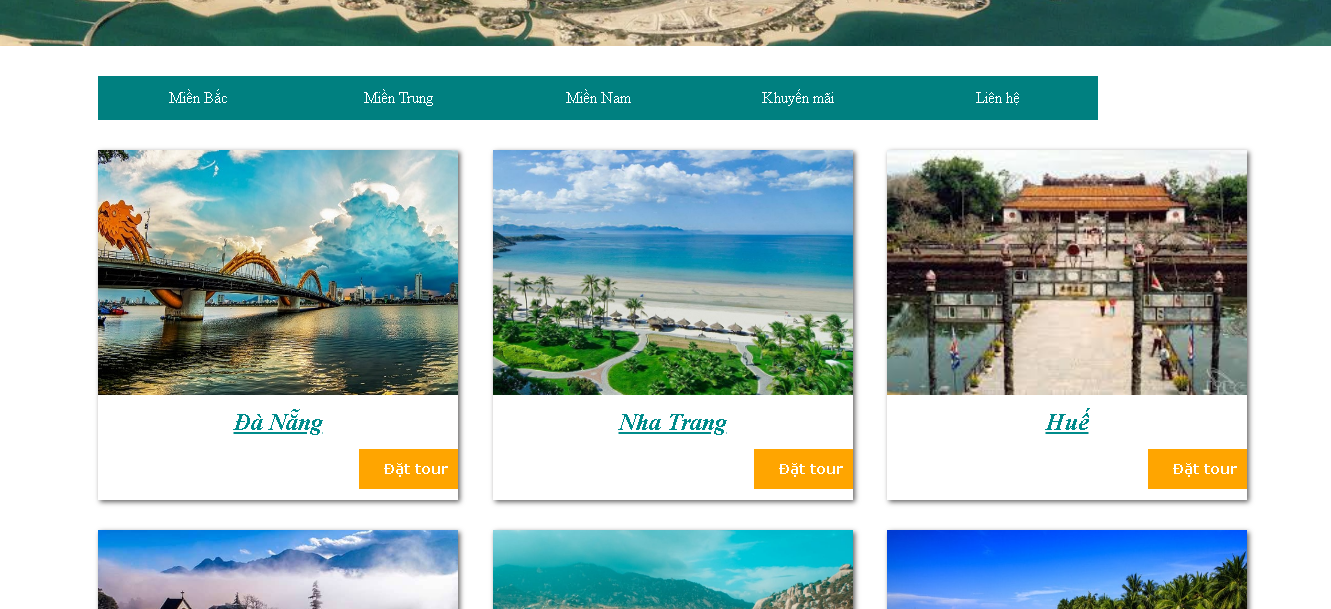 Miền Bắc Miền Trung Miền Nam Khuyến mãi Liên hệ
Đà Nẵng Nha Trang Huế
Đặt tour Đặt tour Đặt tour